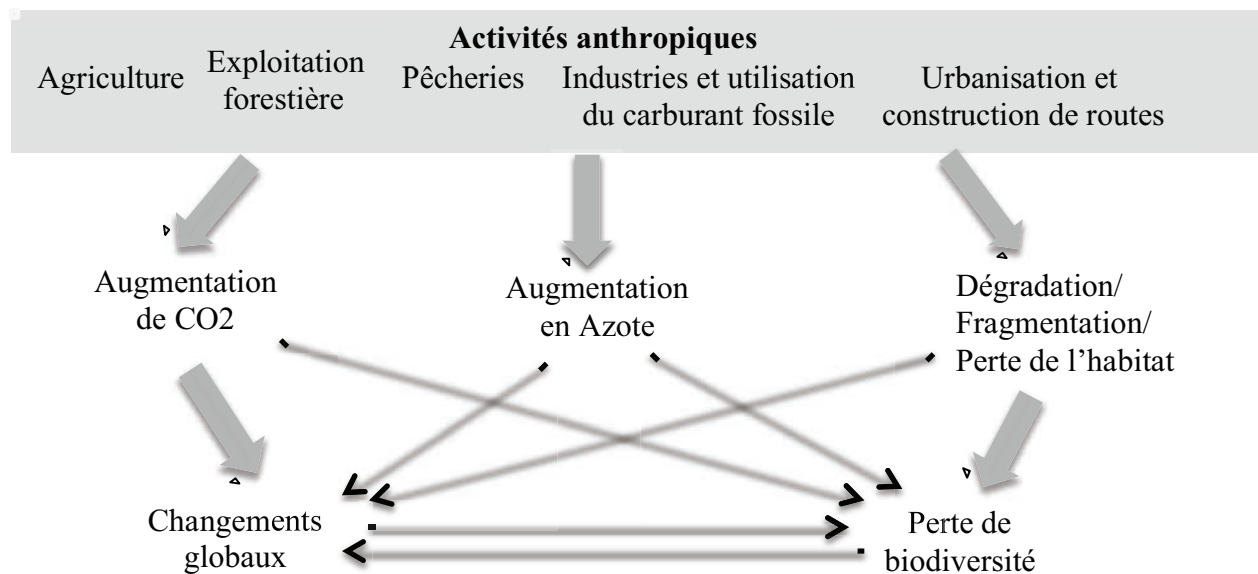 Activités anthropiques
Agriculture
Exploitation
forestière
Pêcheries
Industries et utilisation
du carburant fossile
Urbanisation et
construction de routes
Augmentation
de CO2
Augmentation
en Azote
Dégradation/
Fragmentation/
Perte de l’habitat
Changements
globaux
Perte de
biodiversité